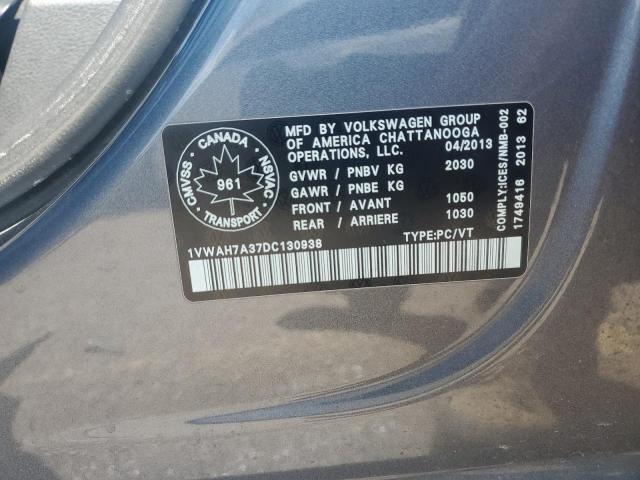 CANADA
CMVSS
NSVAC
961
TRANSPORT
MFD BY VOLKSWAGEN GROUP
OF AMERICA CHATTANOOGA
OPERATIONS, LLC. 04/2013
GVWR / PNBV KG 2030
GAWR / PNBE KG
FRONT / AVANT 1050
REAR / ARRIERE 1030
1VWAH7A37DC130938 TYPE:PC/VT
COMPLY:ICES/NMB-002
1749416 2013 62